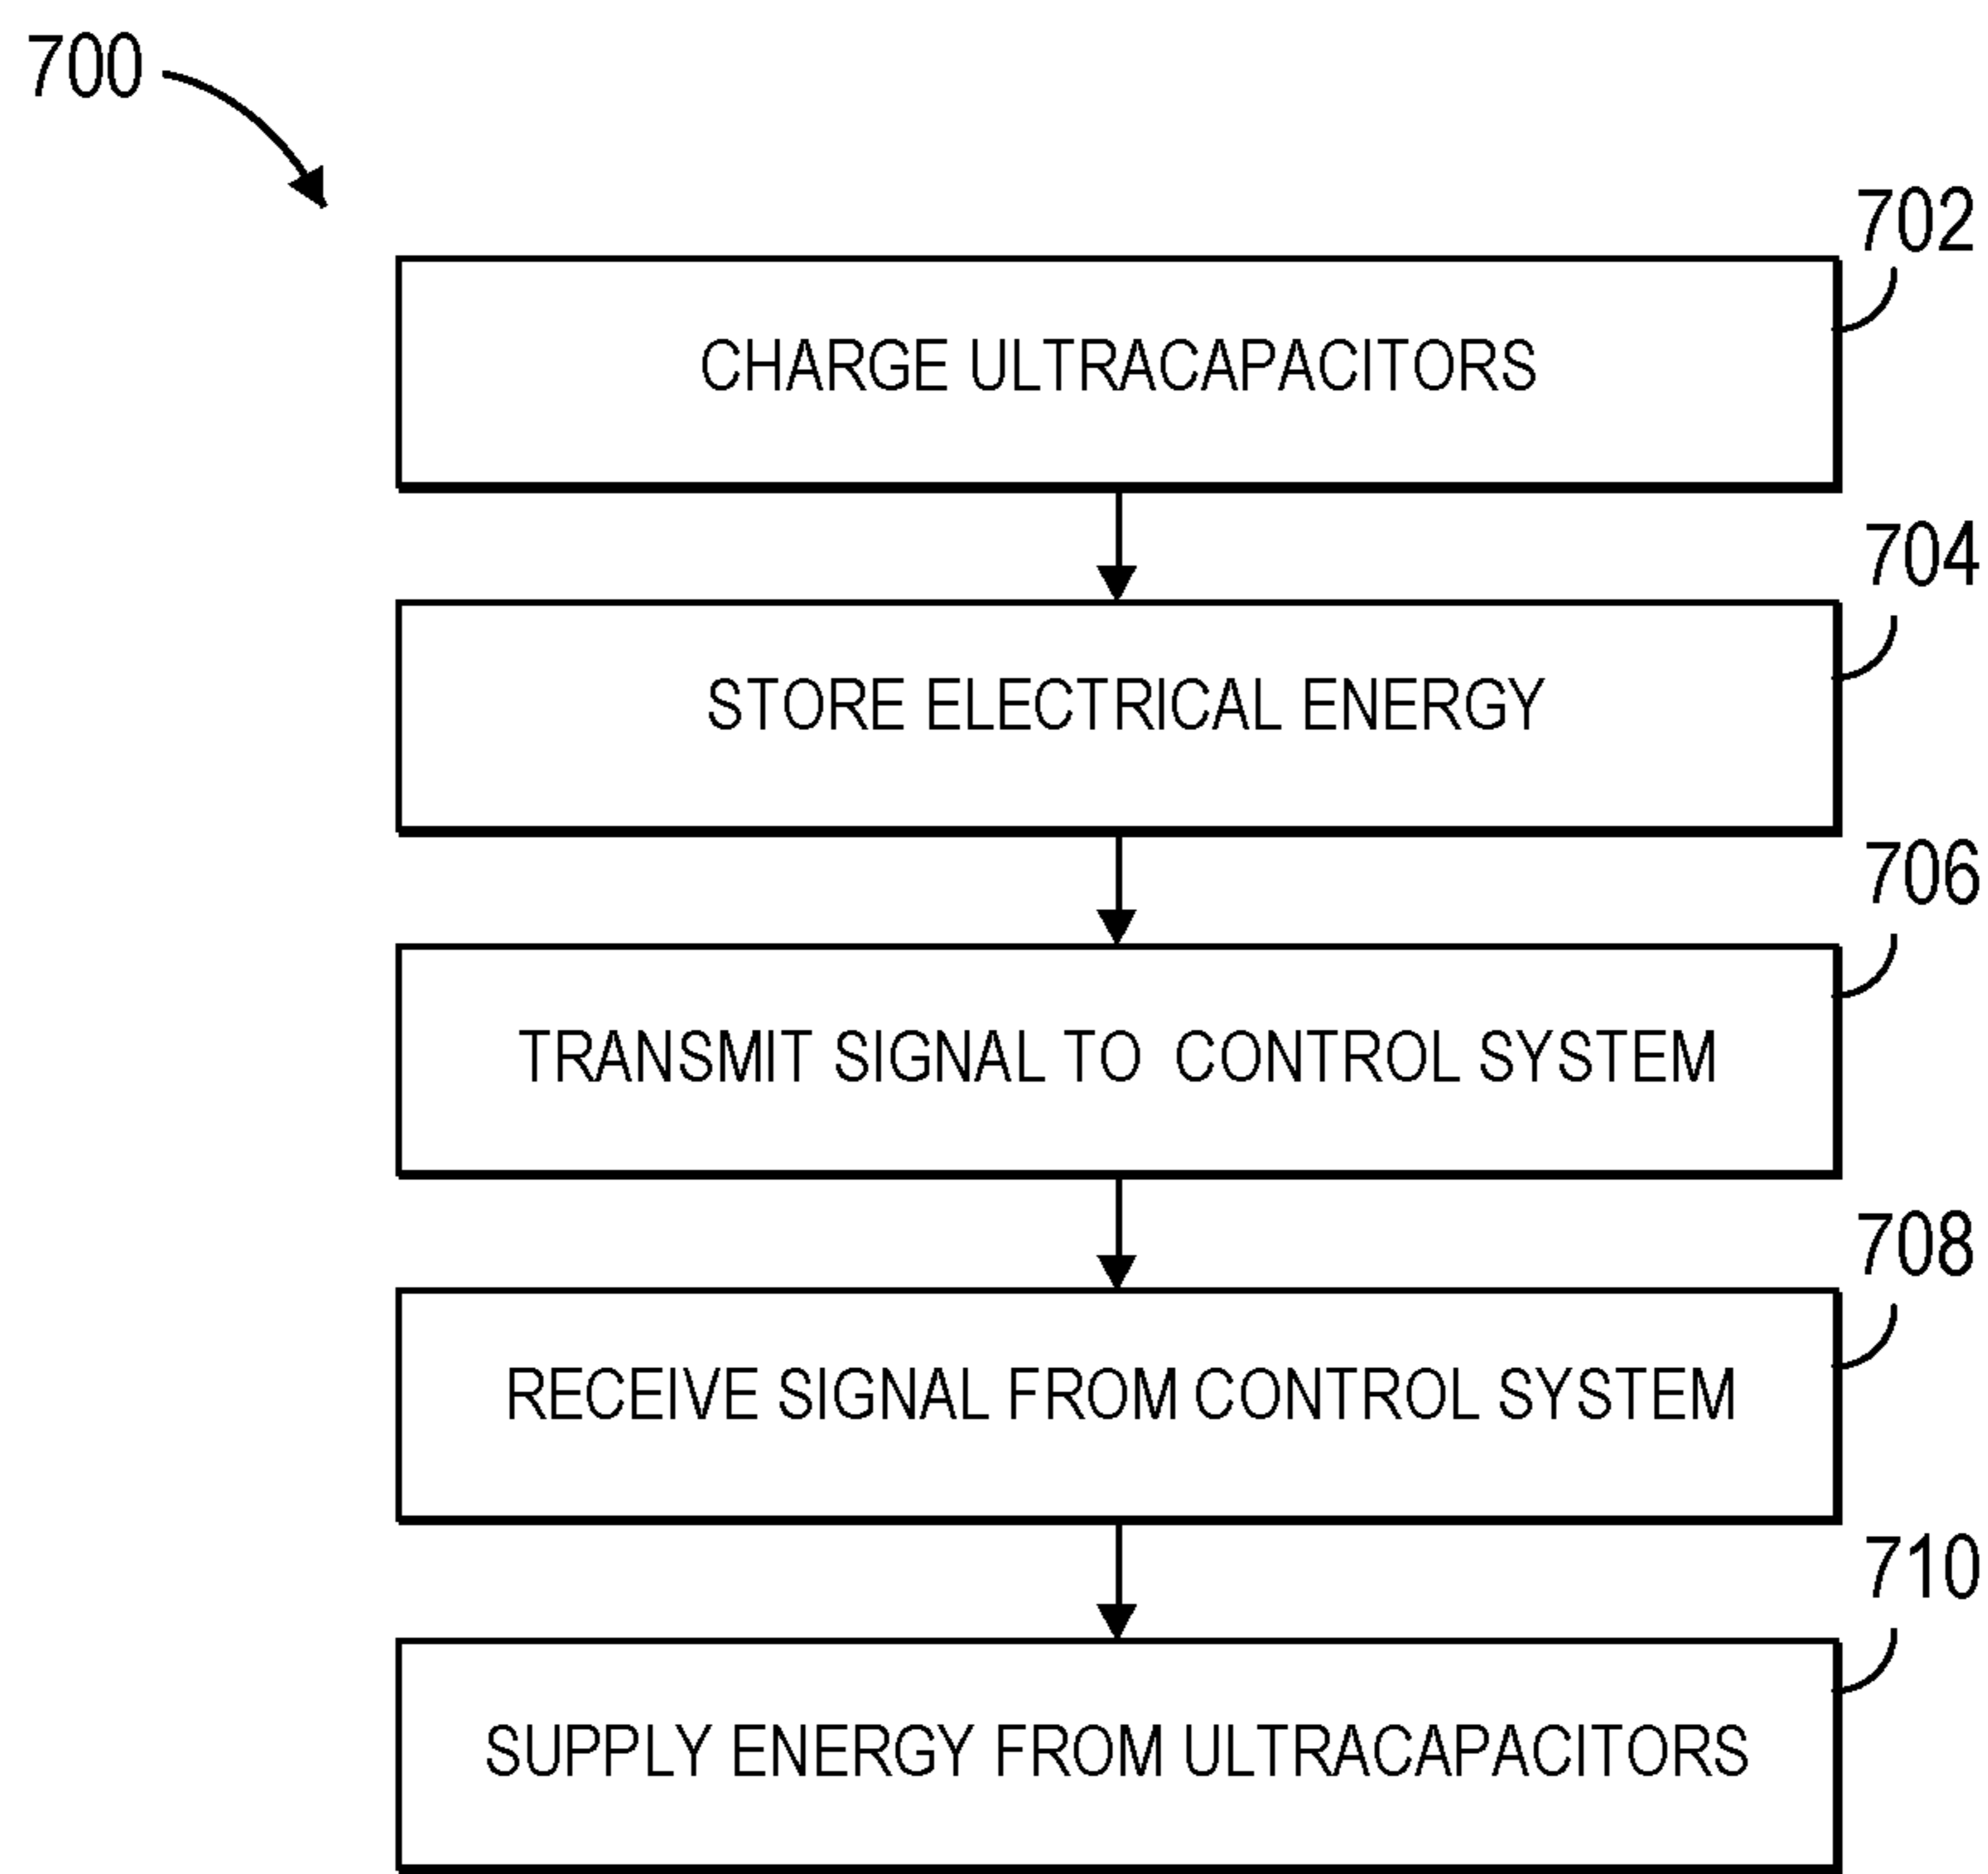 700
702
CHARGE ULTRACAPACITORS
704
STORE ELECTRICAL ENERGY
706
TRANSMIT SIGNAL TO CONTROL SYSTEM
708
RECEIVE SIGNAL FROM CONTROL SYSTEM
710
SUPPLY ENERGY FROM ULTRACAPACITORS